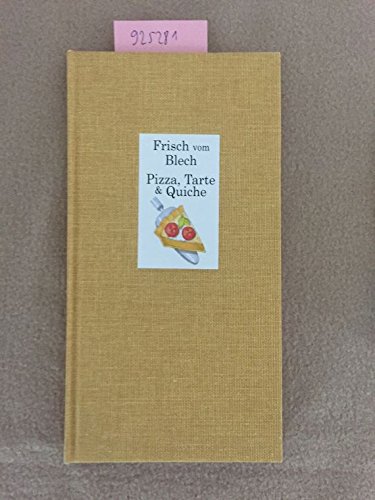 925281
Frisch vom
Blech
Pizza, Tarte
& Quiche